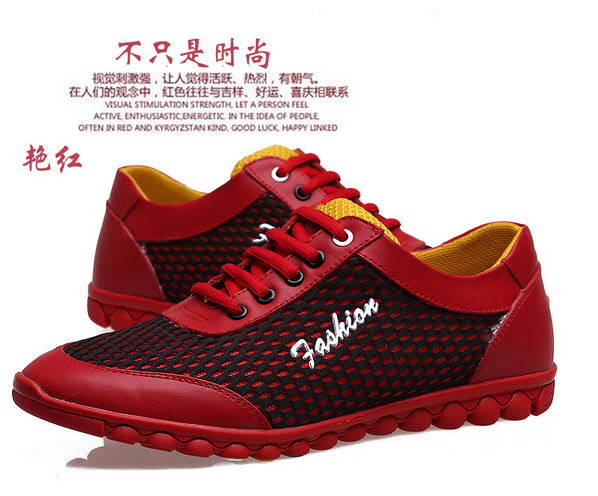 不只是时尚
视觉刺激强，让人觉得活跃、热烈，有朝气。
在人们的观念中，红色往往与吉祥、好运、喜庆相联系
VISUAL STIMULATION STRENGTH, LET A PERSON FEEL
ACTIVE, ENTHUSIASTIC,ENERGETIC. IN THE IDEA OF PEOPLE,
OFTEN IN RED AND KYRGYZSTAN KIND, GOOD LUCK, HAPPY LINKED
艳红
Fashion